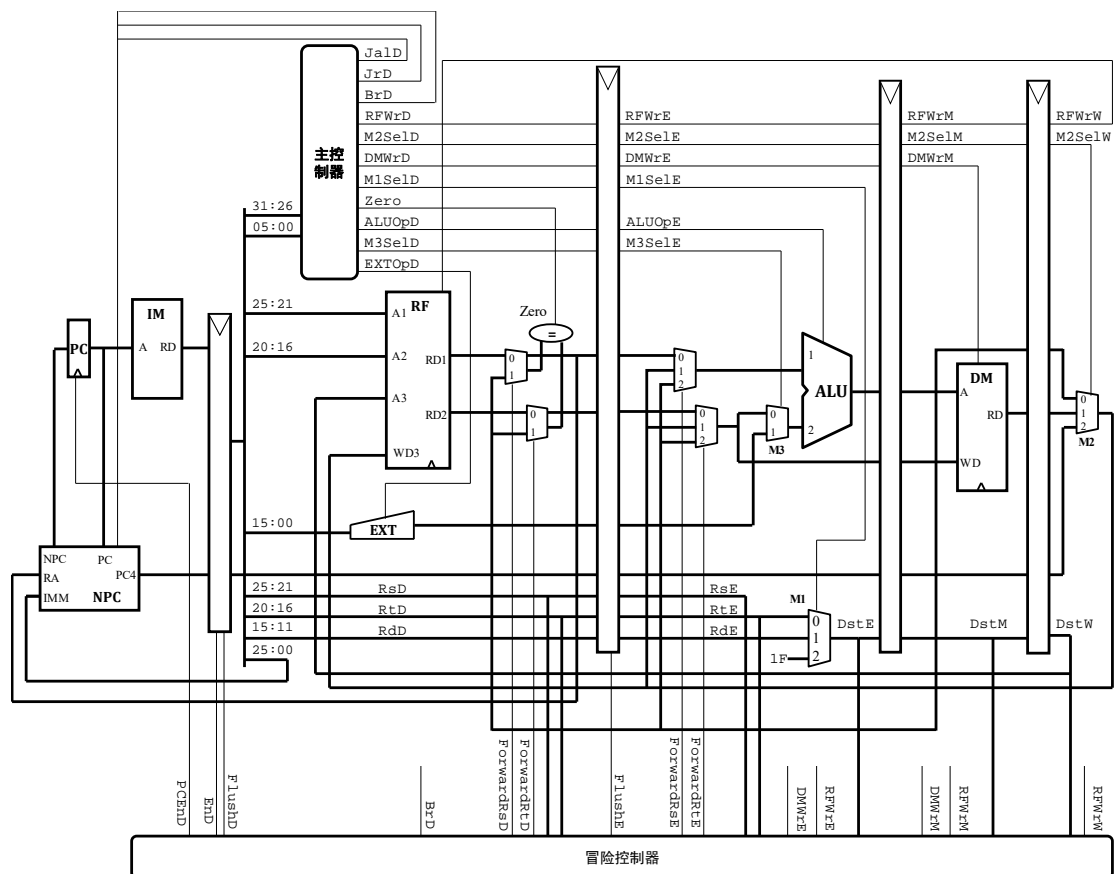 JalD
JrD
BrD
RFWrD
RFWrE
RFWrM
RFWrW
M2SelD
M2SelE
M2SelM
M2SelW
主控
制器
DMWrD
DMWrE
DMWrM
M1SelD
M1SelE
Zero
31:26
05:00
ALUOpD
ALUOpE
M3SelD
M3SelE
EXTOpD
25:21
20:16
IM
A
RD
PC
RF
A1
A2
A3
WD3
RD1
RD2
Zero
=
0
1
0
1
0
1
2
0
1
2
0
1
M3
1
2
ALU
DM
A
RD
WD
0
1
2
M2
15:00
EXT
NPC
PC
RA
PC4
IMM
NPC
25:21
RsD
RsE
20:16
RtD
RtE
15:11
RdD
RdE
25:00
M1
0
1
2
1F
DstE
DstM
DstW
PCEnD
EnD
FlushD
BrD
ForwardRsD
ForwardRtD
FlushE
ForwardRsE
ForwardRtE
DMWrE
RFWrE
DMWrM
RFWrM
RFWrW
冒险控制器